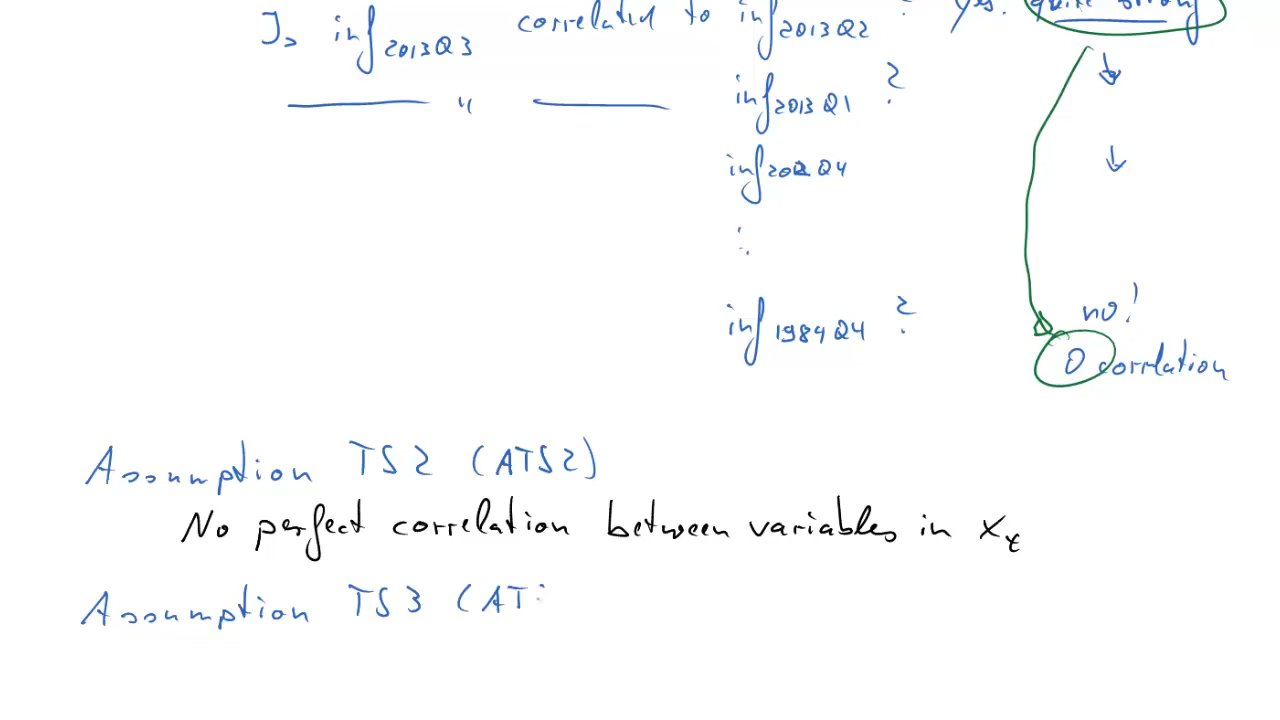 Is inf2013Q3 correlated to inf2013Q2 ? Yes. quite strong
" inf2013Q1 ?
inf2012Q4
:
inf1984Q4 ? no!
0 correlation
Assumption TS2 (ATS2)
No perfect correlation between variables in xt
Assumption TS3 (AT